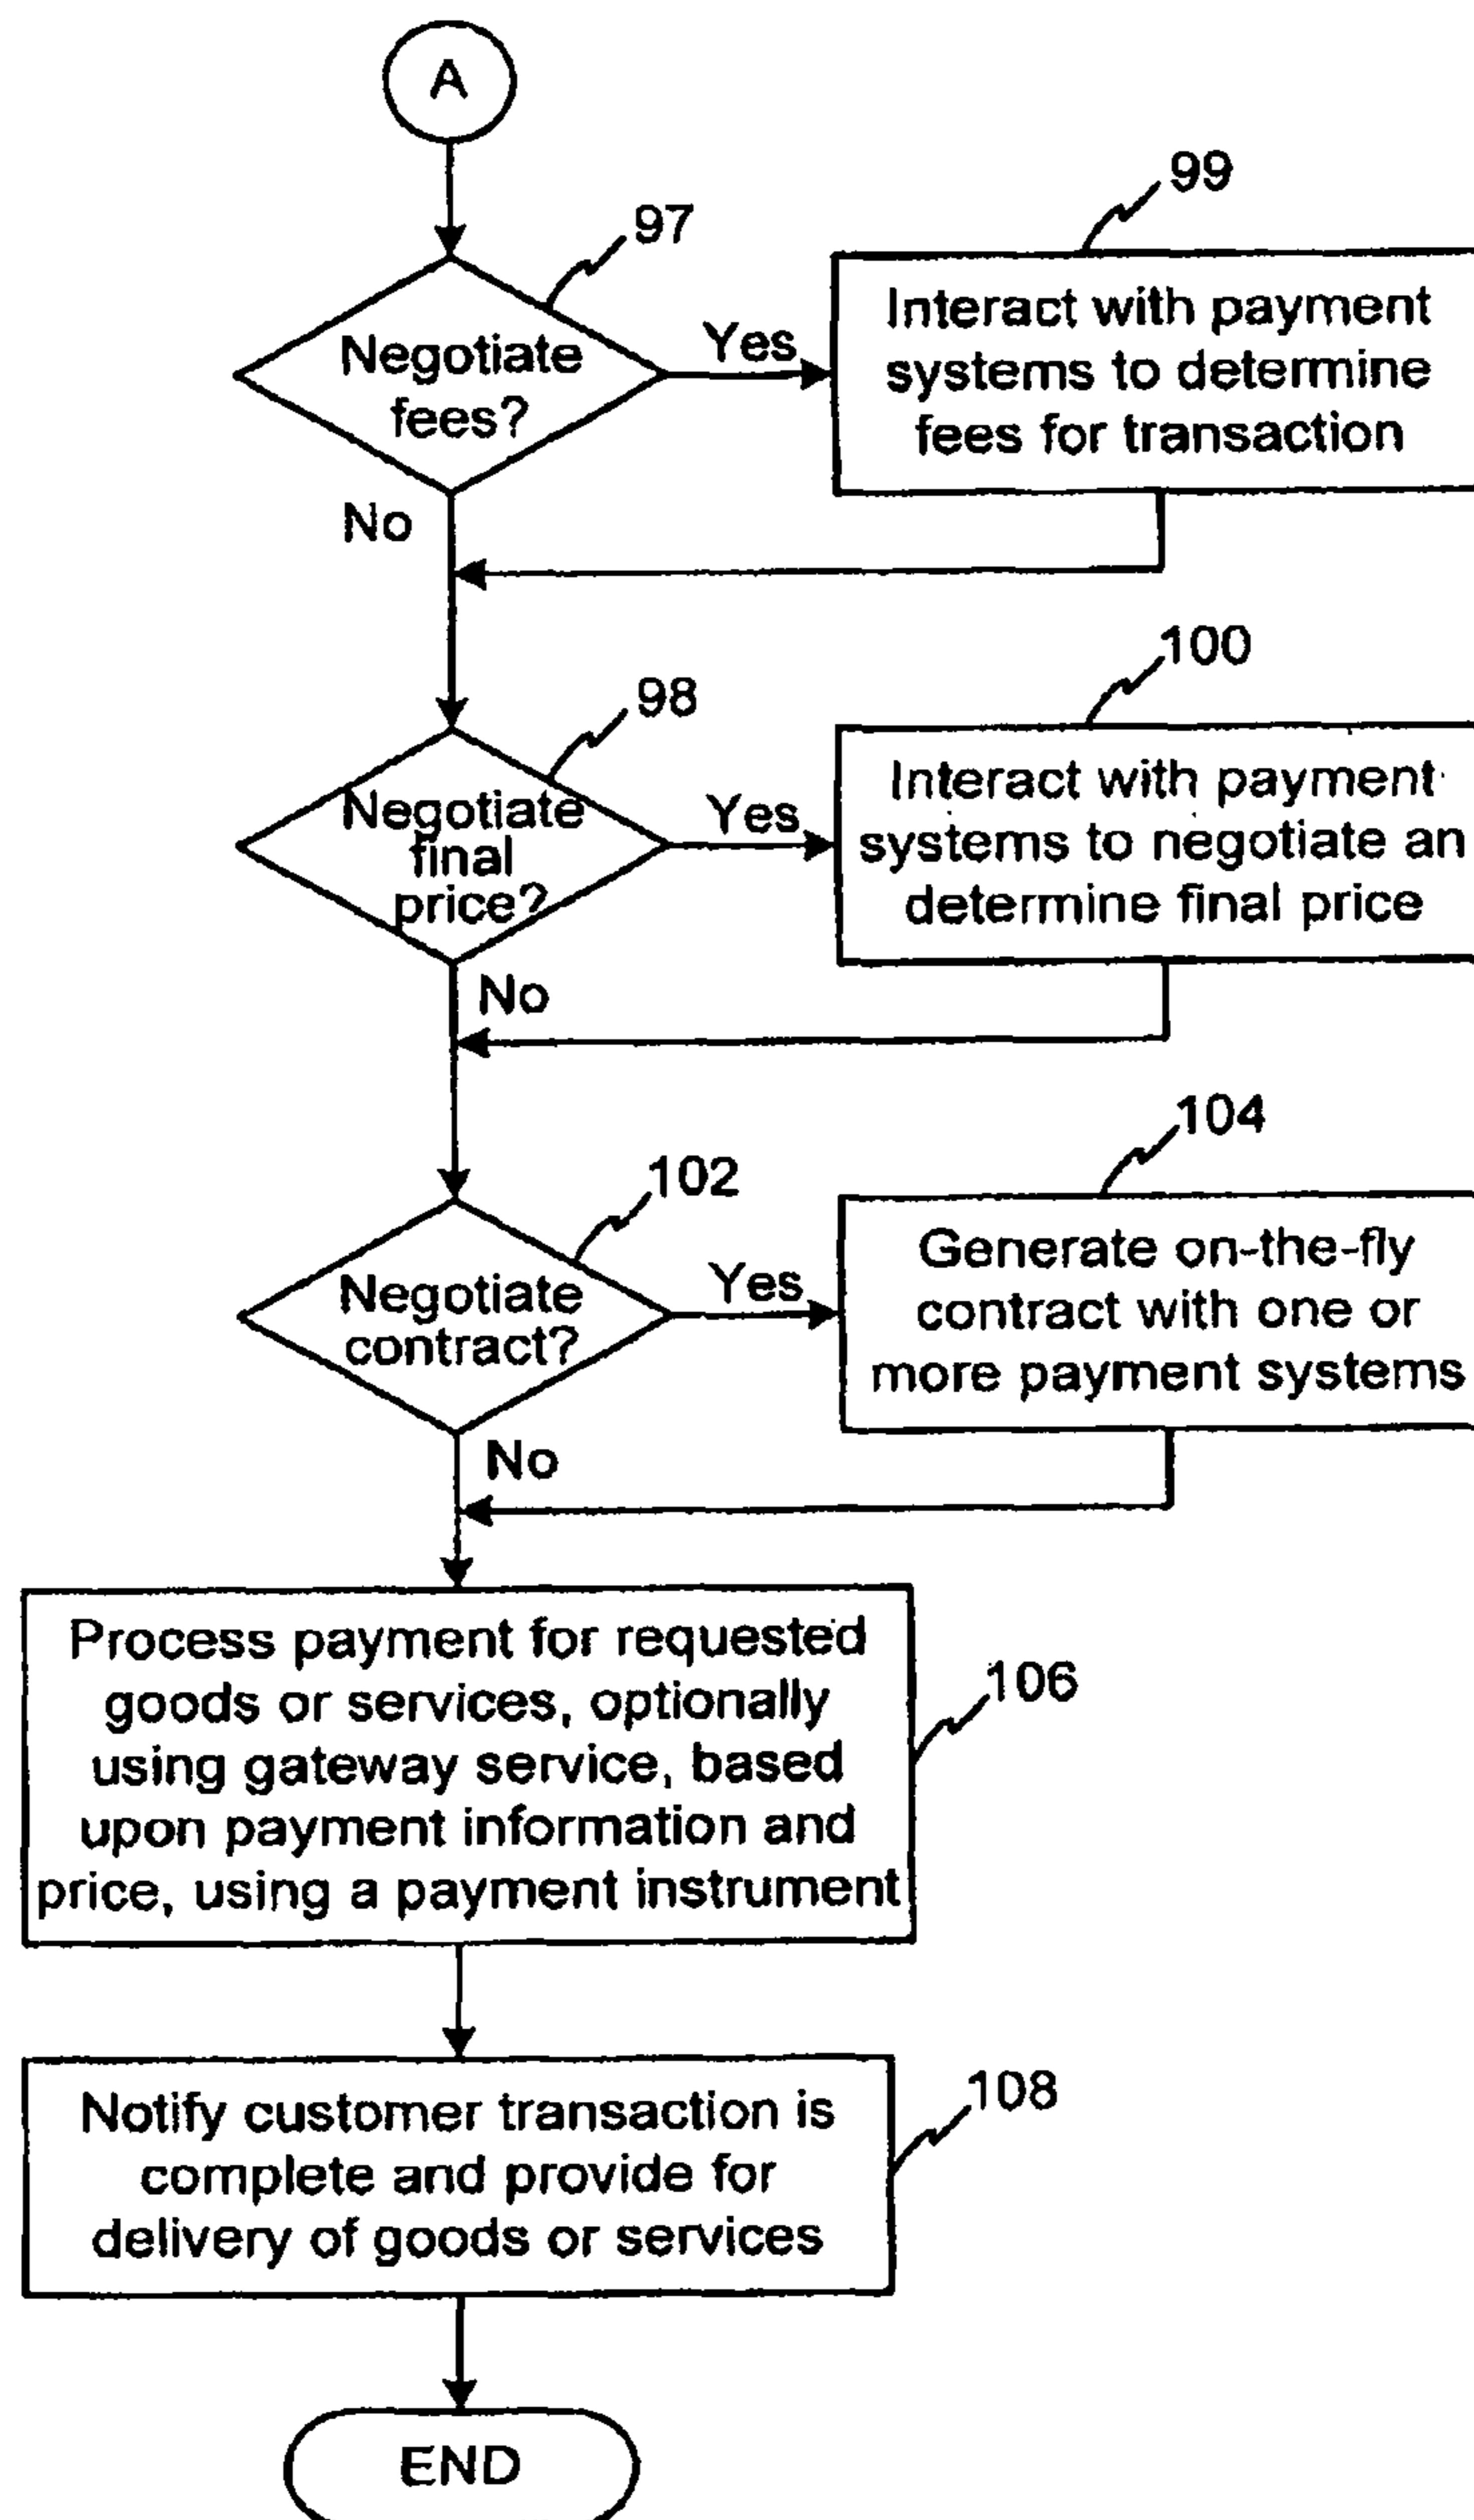 A
97
99
Negotiate
fees?
Yes
Interact with payment
systems to determine
fees for transaction
No
98
100
Negotiate
final
price?
Yes
Interact with payment
systems to negotiate an
determine final price
No
102
104
Negotiate
contract?
Yes
Generate on-the-fly
contract with one or
more payment systems
No
Process payment for requested
goods or services, optionally
using gateway service, based
upon payment information and
price, using a payment instrument
106
Notify customer transaction is
complete and provide for
delivery of goods or services
108
END